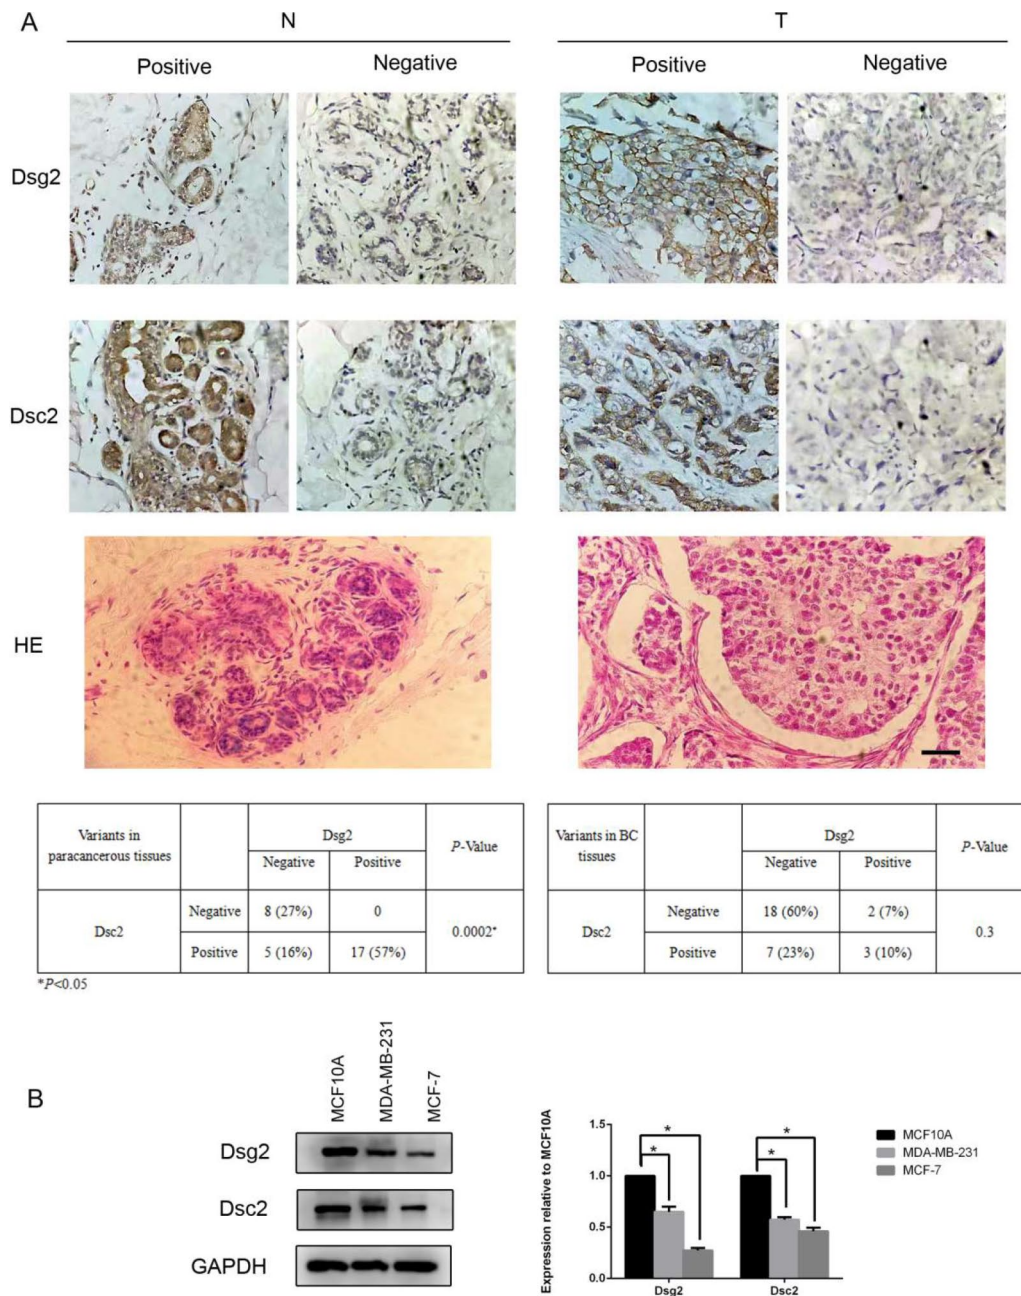 A
N
T
Positive
Negative
Positive
Negative
Dsg2
Dsc2
HE
Variants in
paracancerous tissues
Dsg2
P-Value
Negative
Positive
Dsc2
Negative
8 (27%)
0
0.0002*
Positive
5 (16%)
17 (57%)
*P<0.05
Variants in BC
tissues
Dsg2
P-Value
Negative
Positive
Dsc2
Negative
18 (60%)
2 (7%)
0.3
Positive
7 (23%)
3 (10%)
B
MCF10A
MDA-MB-231
MCF-7
Dsg2
Dsc2
GAPDH
Expression relative to MCF10A
1.5
1.0
0.5
0.0
*
*
*
*
Dsg2
Dsc2
MCF10A
MDA-MB-231
MCF-7